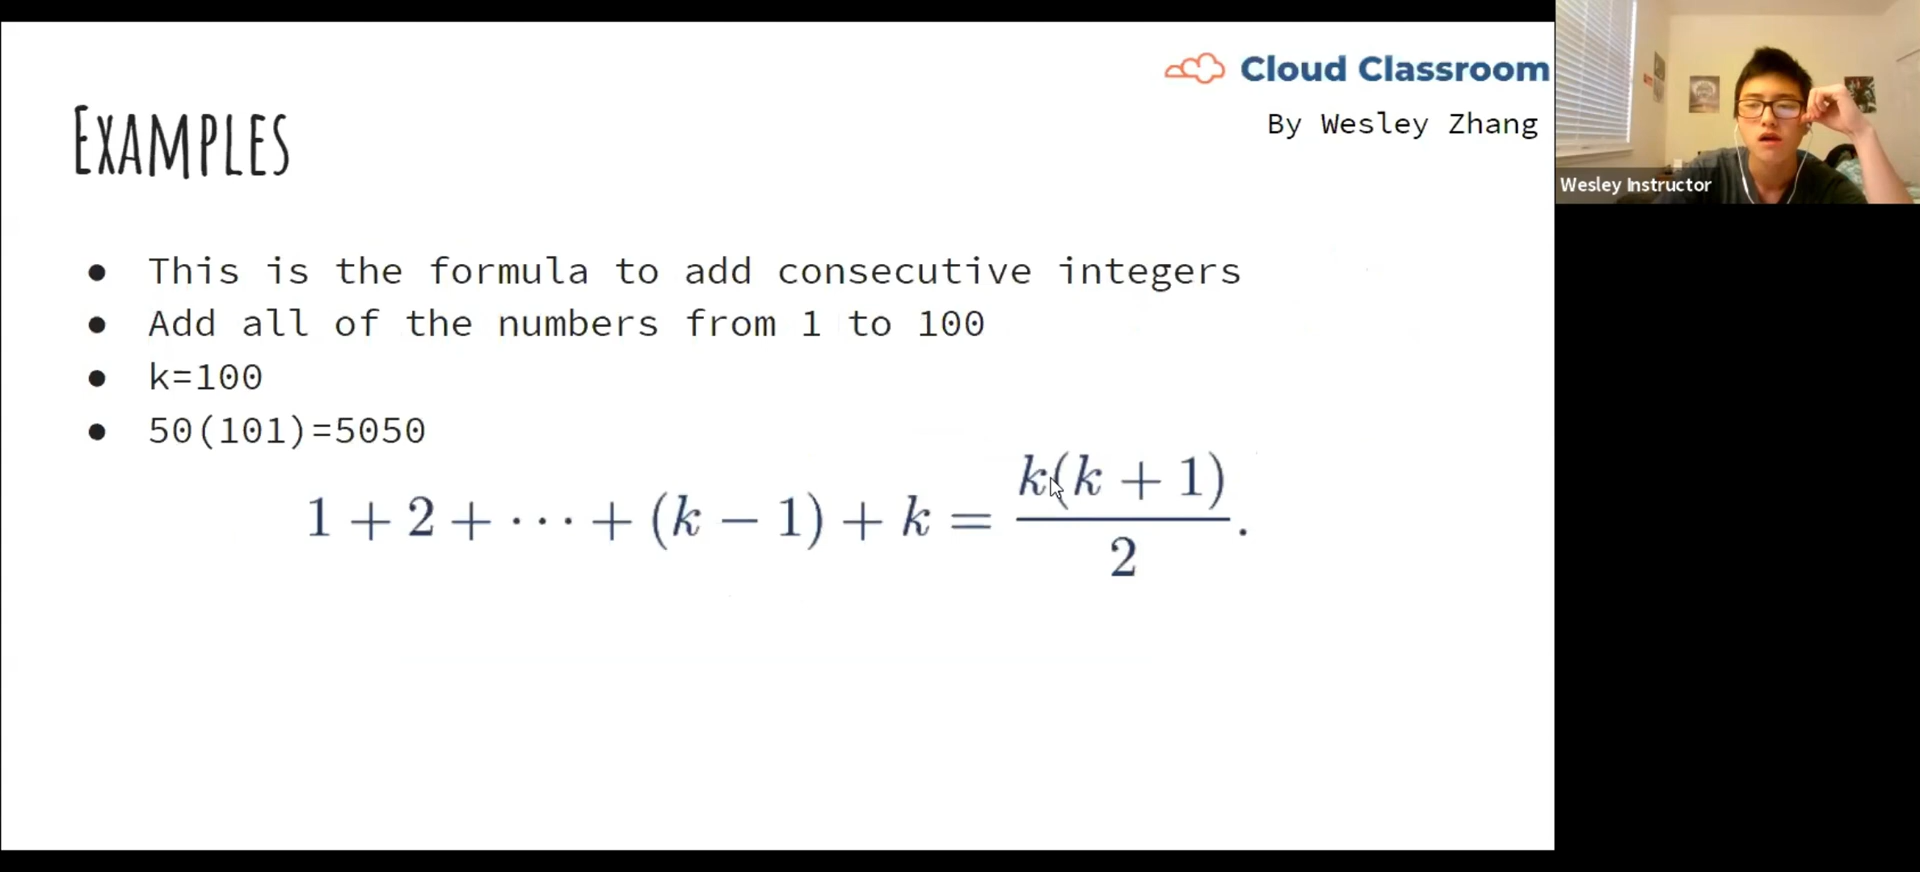 Cloud Classroom
By Wesley Zhang
EXAMPLES
Wesley Instructor
● This is the formula to add consecutive integers
● Add all of the numbers from 1 to 100
● k=100
● 50(101)=5050
1 + 2 + ··· + (k − 1) + k = k(k + 1) / 2.